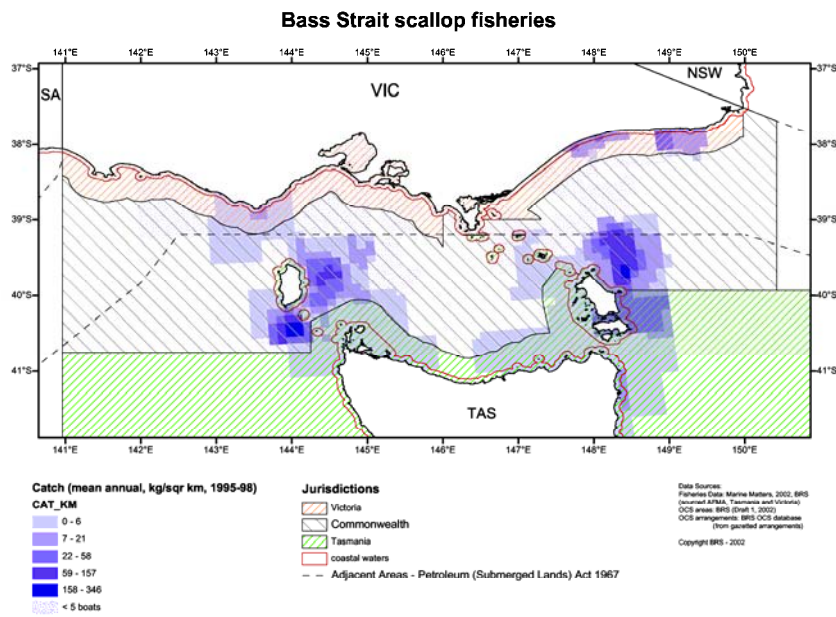 Bass Strait scallop fisheries
141°E 142°E 143°E 144°E 145°E 146°E 147°E 148°E 149°E 150°E
37°S 37°S
SA VIC NSW
38°S 38°S
39°S 39°S
40°S 40°S
41°S 41°S
TAS
141°E 142°E 143°E 144°E 145°E 146°E 147°E 148°E 149°E 150°E
Catch (mean annual, kg/sqr km, 1995-98)
CAT_KM
0 - 6
7 - 21
22 - 58
59 - 157
158 - 346
< 5 boats
Jurisdictions
Victoria
Commonwealth
Tasmania
coastal waters
Adjacent Areas - Petroleum (Submerged Lands) Act 1967
Data Sources:
Fisheries Data: Marine Matters, 2002, BRS
(sourced AFMA, Tasmania and Victoria)
OCS areas: BRS (Draft 1, 2002)
OCS arrangements: BRS OCS database
(from gazetted arrangements)
Copyright BRS - 2002